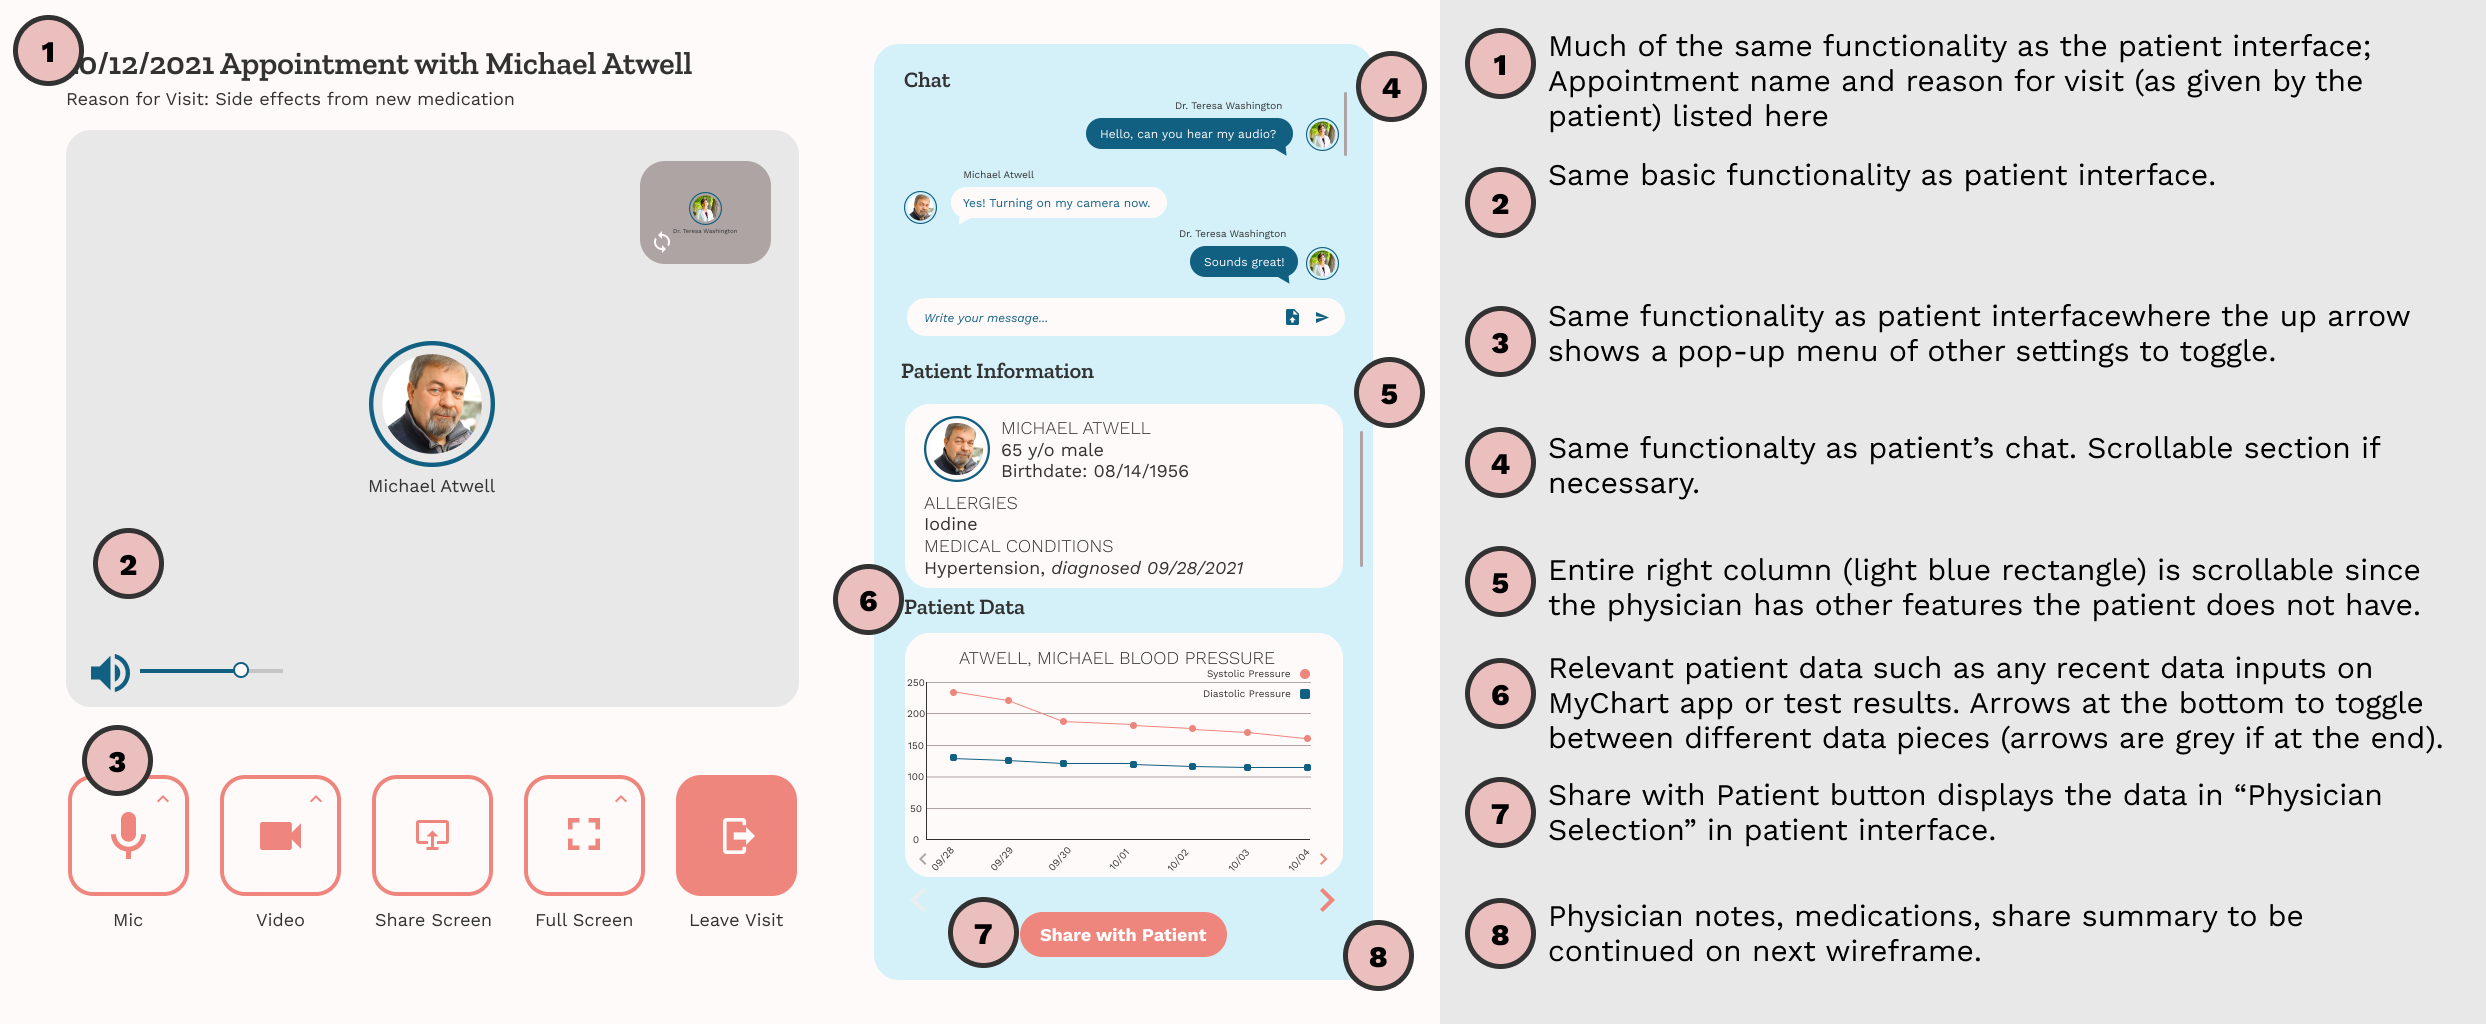 1
10/12/2021 Appointment with Michael Atwell
Reason for Visit: Side effects from new medication
Dr. Teresa Washington
Michael Atwell
2
3
Mic
Video
Share Screen
Full Screen
Leave Visit
4
Chat
Dr. Teresa Washington
Hello, can you hear my audio?
Michael Atwell
Yes! Turning on my camera now.
Dr. Teresa Washington
Sounds great!
Write your message...
Patient Information
5
MICHAEL ATWELL
65 y/o male
Birthdate: 08/14/1956
ALLERGIES
Iodine
MEDICAL CONDITIONS
Hypertension, diagnosed 09/28/2021
6
Patient Data
ATWELL, MICHAEL BLOOD PRESSURE
Systolic Pressure
Diastolic Pressure
250
200
150
100
50
0
09/28
09/29
09/30
10/01
10/02
10/03
10/04
7
Share with Patient
8
1
Much of the same functionality as the patient interface;
Appointment name and reason for visit (as given by the
patient) listed here
2
Same basic functionality as patient interface.
3
Same functionality as patient interfacewhere the up arrow
shows a pop-up menu of other settings to toggle.
4
Same functionalty as patient’s chat. Scrollable section if
necessary.
5
Entire right column (light blue rectangle) is scrollable since
the physician has other features the patient does not have.
6
Relevant patient data such as any recent data inputs on
MyChart app or test results. Arrows at the bottom to toggle
between different data pieces (arrows are grey if at the end).
7
Share with Patient button displays the data in “Physician
Selection” in patient interface.
8
Physician notes, medications, share summary to be
continued on next wireframe.